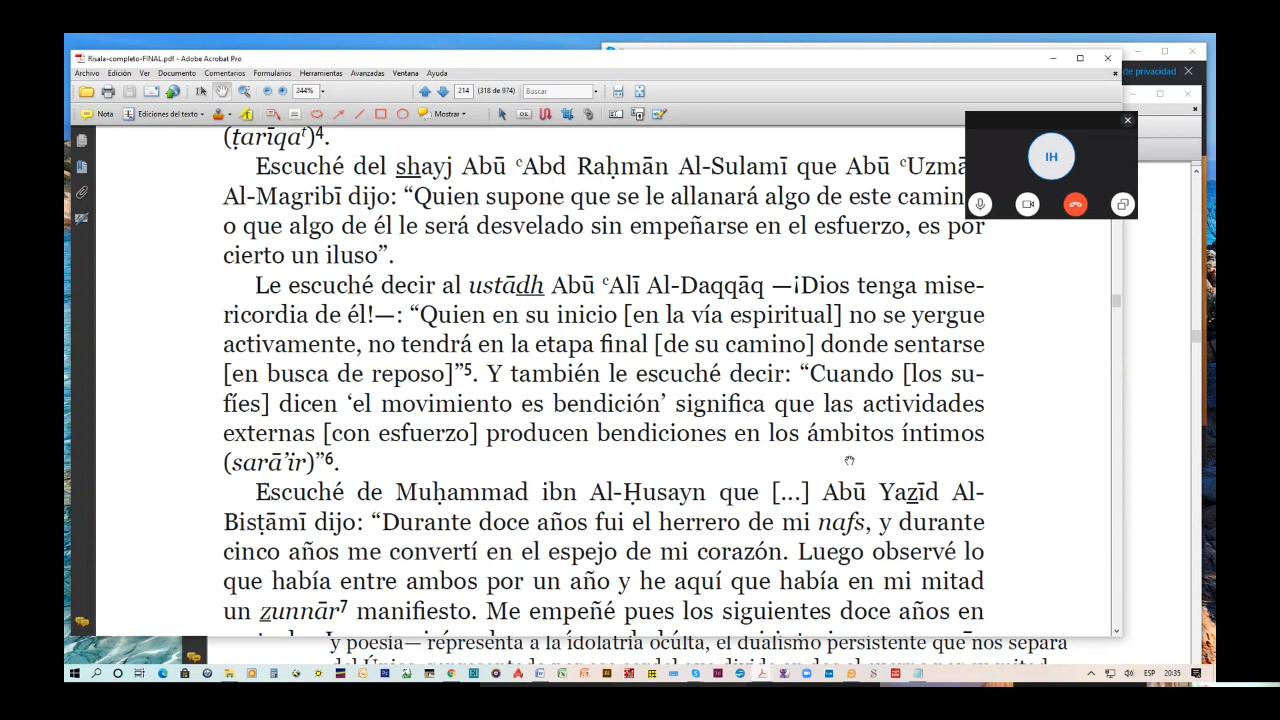 de privacidad
Risala-completo-FINAL.pdf - Adobe Acrobat Pro
Archivo Edición Ver Documento Comentarios Formularios Herramientas Avanzadas Ventana Ayuda
244% 214 (318 de 974) Buscar
Nota Ediciones del texto Mostrar
IH
(ṭarīqaᵗ)⁴.
Escuché del shayj Abū ᶜAbd Raḥmān Al-Sulamī que Abū
Al-Magribī dijo: “Quien supone que se le allanará algo de este
o que algo de él le será desvelado sin empeñarse en el esfuerzo, es por
cierto un iluso”.
Le escuché decir al ustādh Abū ᶜAlī Al-Daqqāq —¡Dios tenga mise-
ricordia de él!—: “Quien en su inicio [en la vía espiritual] no se yergue
activamente, no tendrá en la etapa final [de su camino] donde sentarse
[en busca de reposo]”⁵. Y también le escuché decir: “Cuando [los su-
fíes] dicen ‘el movimiento es bendición’ significa que las actividades
externas [con esfuerzo] producen bendiciones en los ámbitos íntimos
(sarā’ir)”⁶.
Escuché de Muḥammad ibn Al-Ḥusayn que [...] Abū Yazīd Al-
Bisṭāmī dijo: “Durante doce años fui el herrero de mi nafs, y durante
cinco años me convertí en el espejo de mi corazón. Luego observé lo
que había entre ambos por un año y he aquí que había en mi mitad
un zunnār⁷ manifiesto. Me empeñé pues los siguientes doce años en
y poesía— representa a la idolatría oculta, el dualismo persistente que nos separa
ESP 20:35